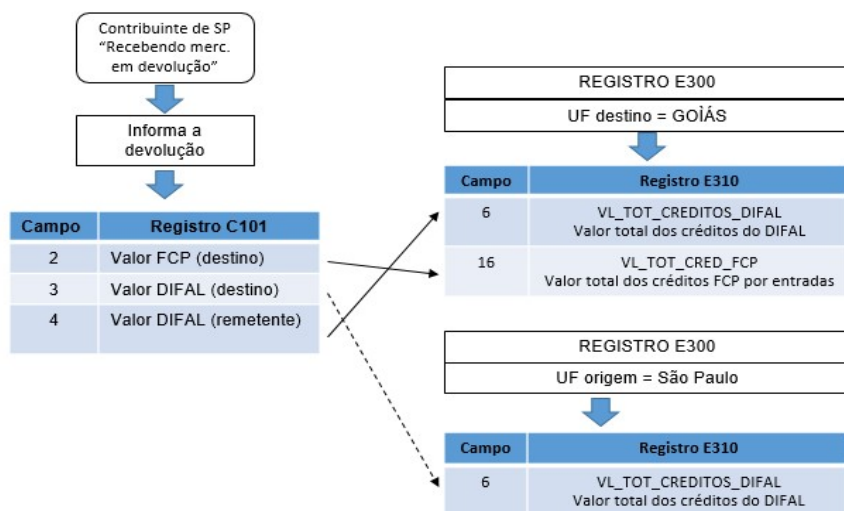 Contribuinte de SP
“Recebendo merc.
em devolução”
Informa a
devolução
Campo Registro C101
2 Valor FCP (destino)
3 Valor DIFAL (destino)
4 Valor DIFAL (remetente)
REGISTRO E300
UF destino = GOÌÁS
Campo Registro E310
6 VL_TOT_CREDITOS_DIFAL
Valor total dos créditos do DIFAL
16 VL_TOT_CRED_FCP
Valor total dos créditos FCP por entradas
REGISTRO E300
UF origem = São Paulo
Campo Registro E310
6 VL_TOT_CREDITOS_DIFAL
Valor total dos créditos do DIFAL